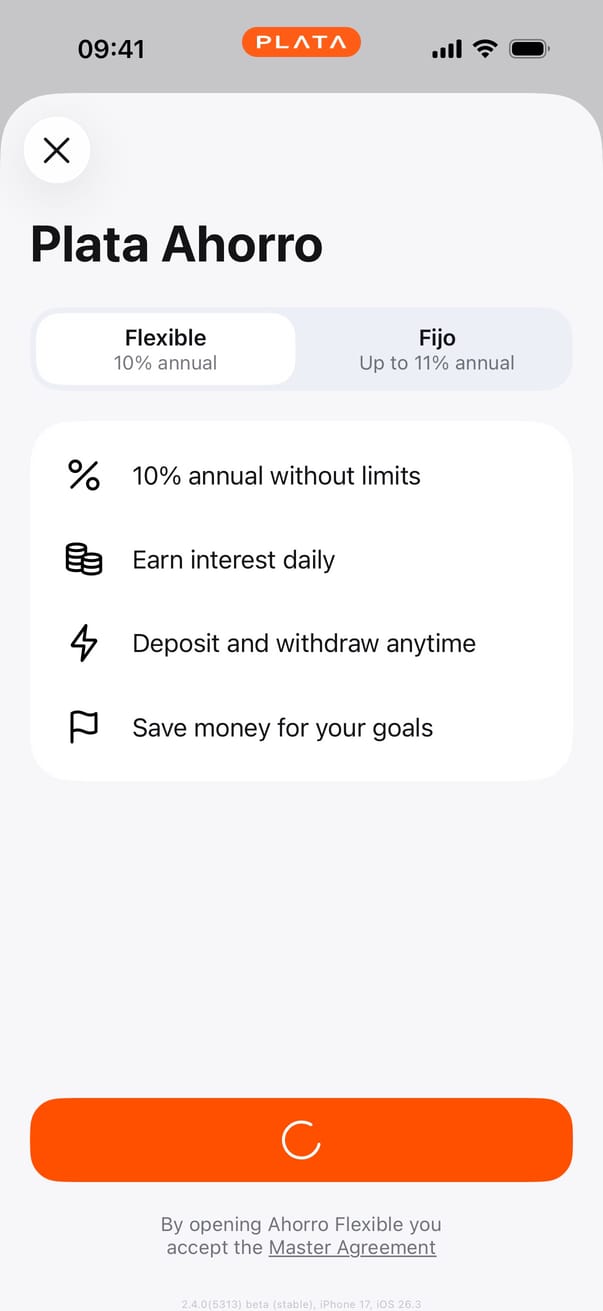 09:41
PLATA
Plata Ahorro
Flexible
10% annual
Fijo
Up to 11% annual
10% annual without limits
Earn interest daily
Deposit and withdraw anytime
Save money for your goals
By opening Ahorro Flexible you
accept the Master Agreement
2.4.0(5313) beta (stable), iPhone 17, iOS 26.3